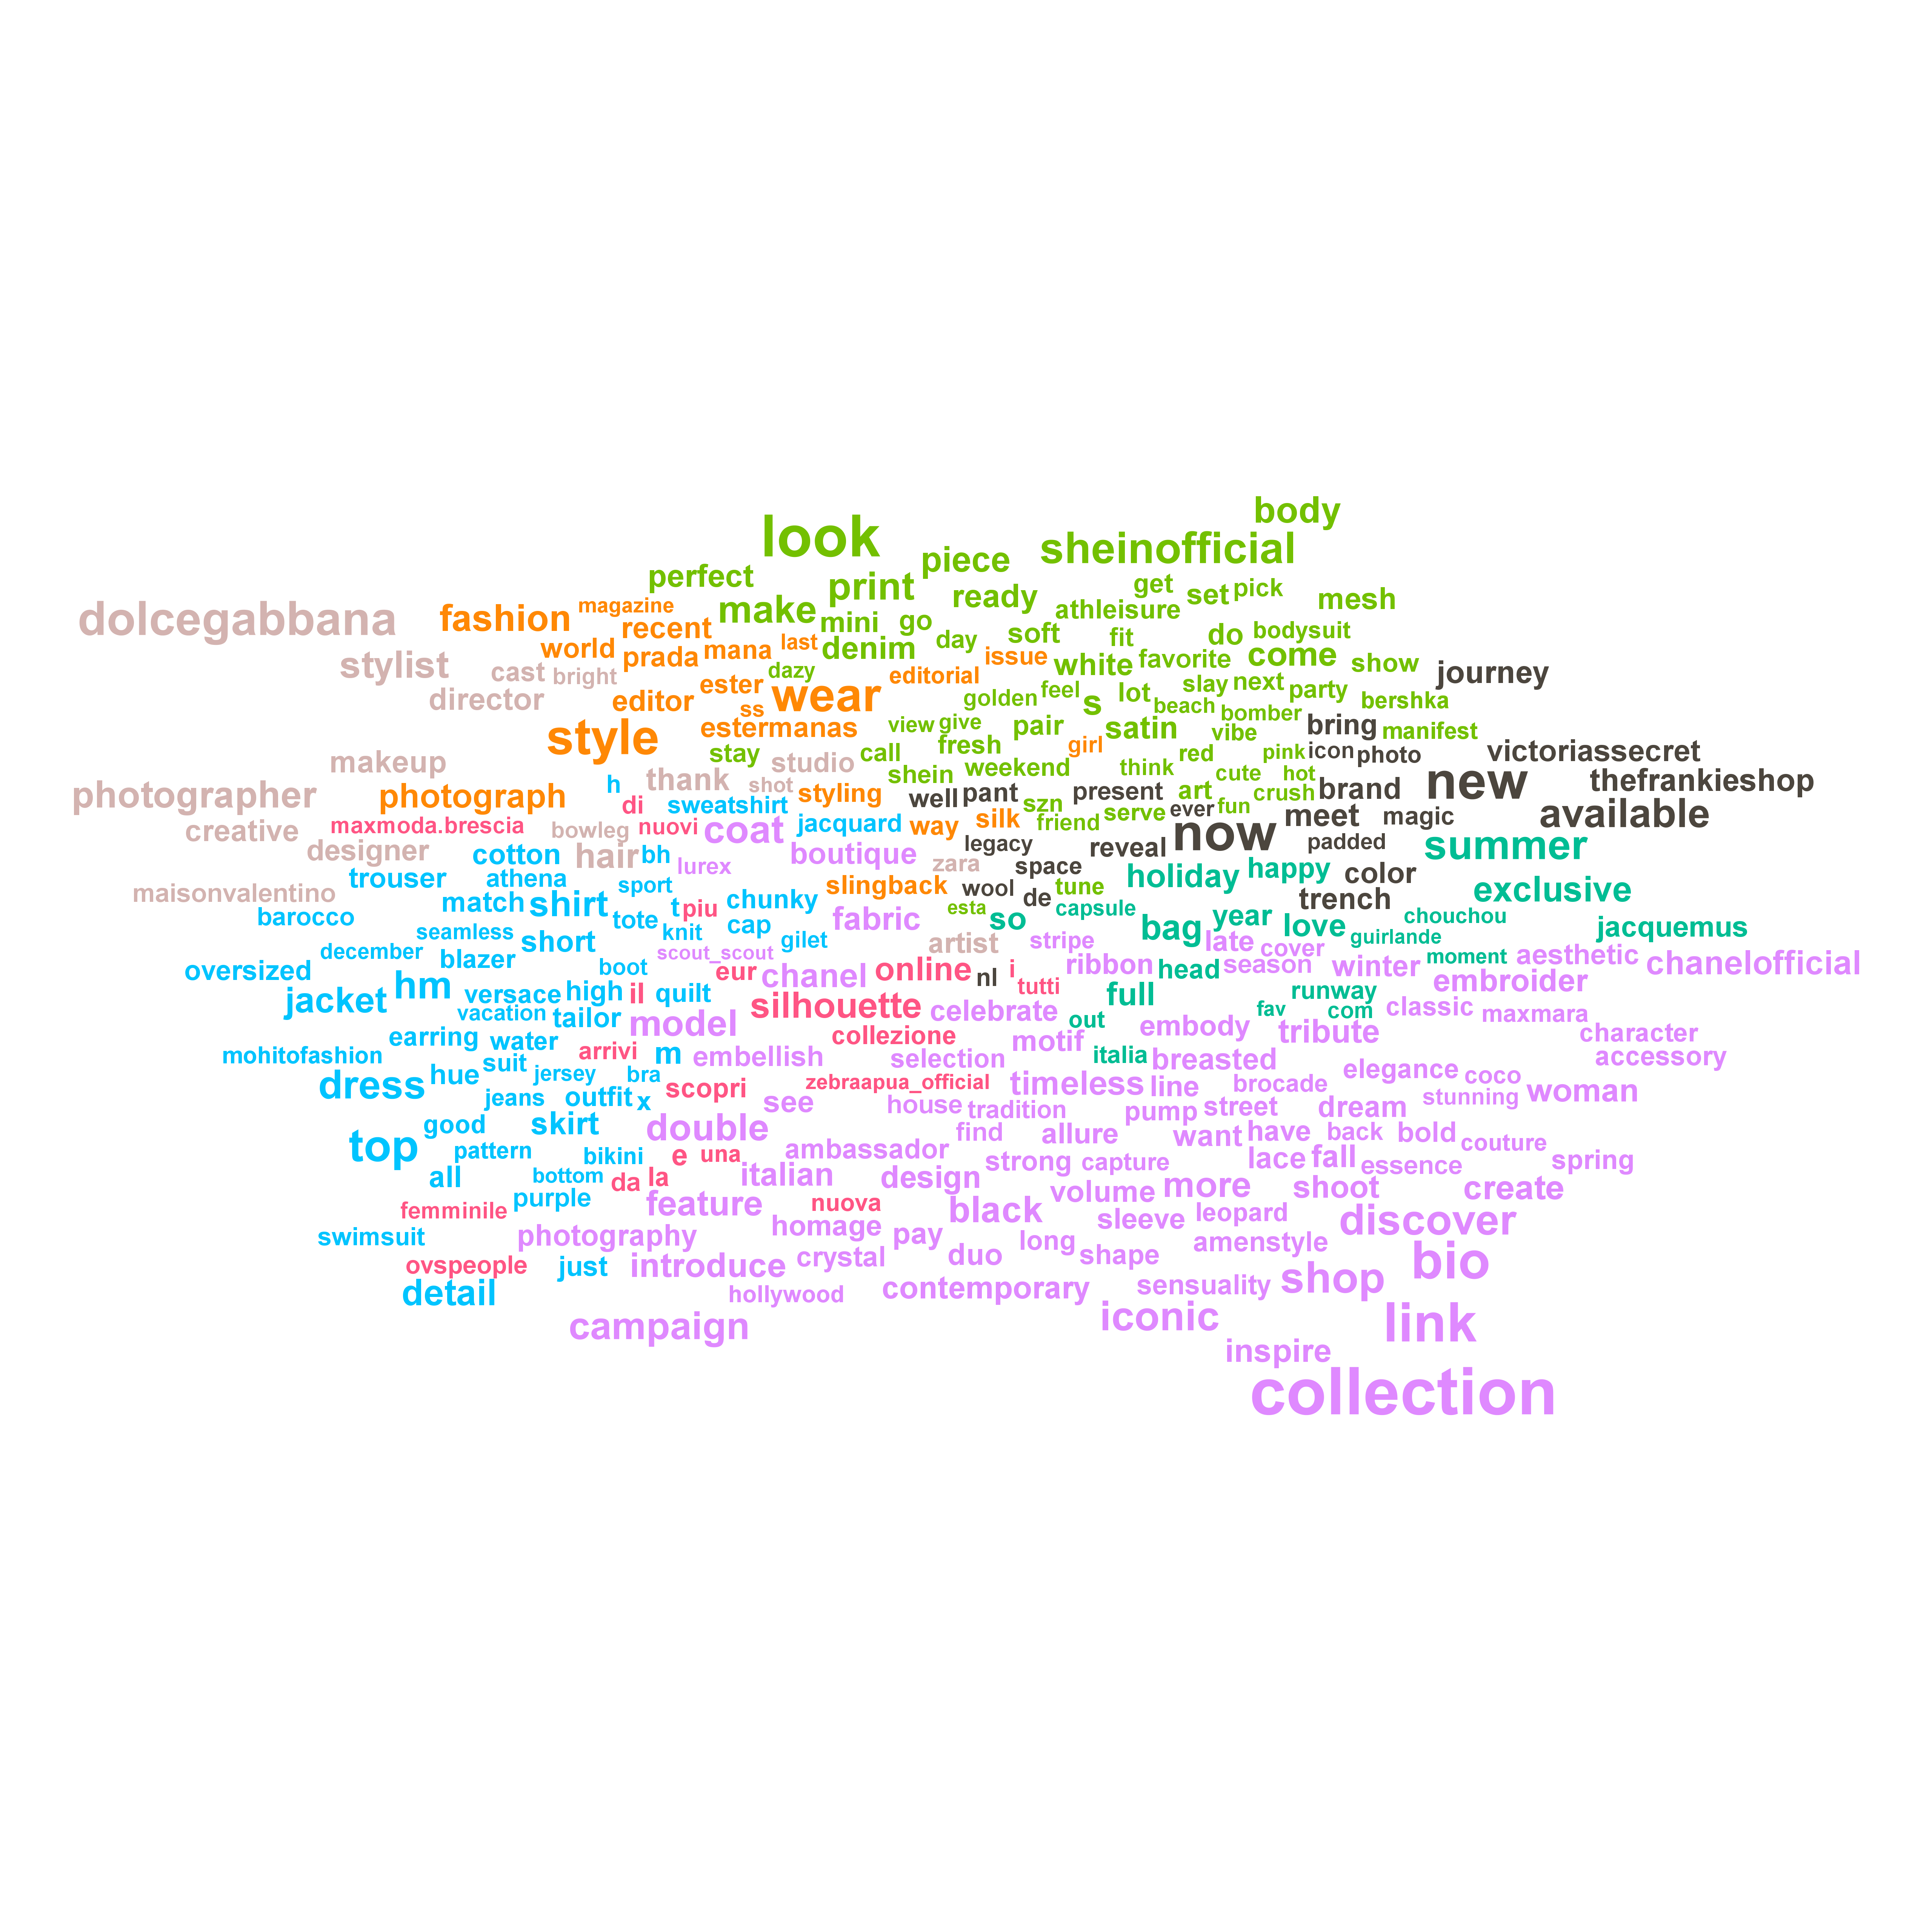 body
look
sheinofficial
piece
perfect print ready get set pick mesh
dolcegabbana fashion magazine make mini go athleisure
recent soft fit do bodysuit
world prada mana last denim day issue white favorite come show journey
stylist cast bright dazy editorial
director editor ester wear golden feel s lot slay next party bershka
ss beach bomber
style estermanas view give pair satin vibe bring manifest
stay call fresh girl red pink icon photo victoriassecret
makeup thank studio shein weekend think cute hot new thefrankieshop
photographer photograph h shot styling well pant present art crush brand
di sweatshirt szn serve ever fun meet magic available
creative maxmoda.brescia bowleg nuovi coat jacquard way silk friend now
designer cotton hair bh boutique legacy reveal padded summer
lurex zara space holiday happy color
trouser athena sport slingback wool de tune trench exclusive
maisonvalentino match shirt t piu chunky esta capsule
barocco seamless tote cap fabric so bag year love chouchou jacquemus
december short knit gilet artist stripe late cover guirlande
oversized blazer boot scout_scout chanel online nl i ribbon head season winter moment aesthetic chanelofficial
jacket hm versace high il quilt eur tutti full runway embroider
vacation tailor model silhouette celebrate out fav com classic maxmara
earring water collezione motif embody tribute character
mohitofashion suit arrivi m embellish selection italia breasted accessory
dress hue jersey bra scopri zebraapua_official timeless line brocade elegance coco woman
jeans outfit x see house tradition pump street dream stunning
good skirt double find allure want have back bold couture
top pattern bikini e una ambassador strong capture lace fall essence spring
all bottom da la italian design volume more shoot create
femminile purple feature nuova black sleeve leopard discover
swimsuit photography homage pay long amenstyle
ovspeople just introduce crystal duo shape bio
detail hollywood contemporary sensuality shop
campaign iconic link
inspire
collection